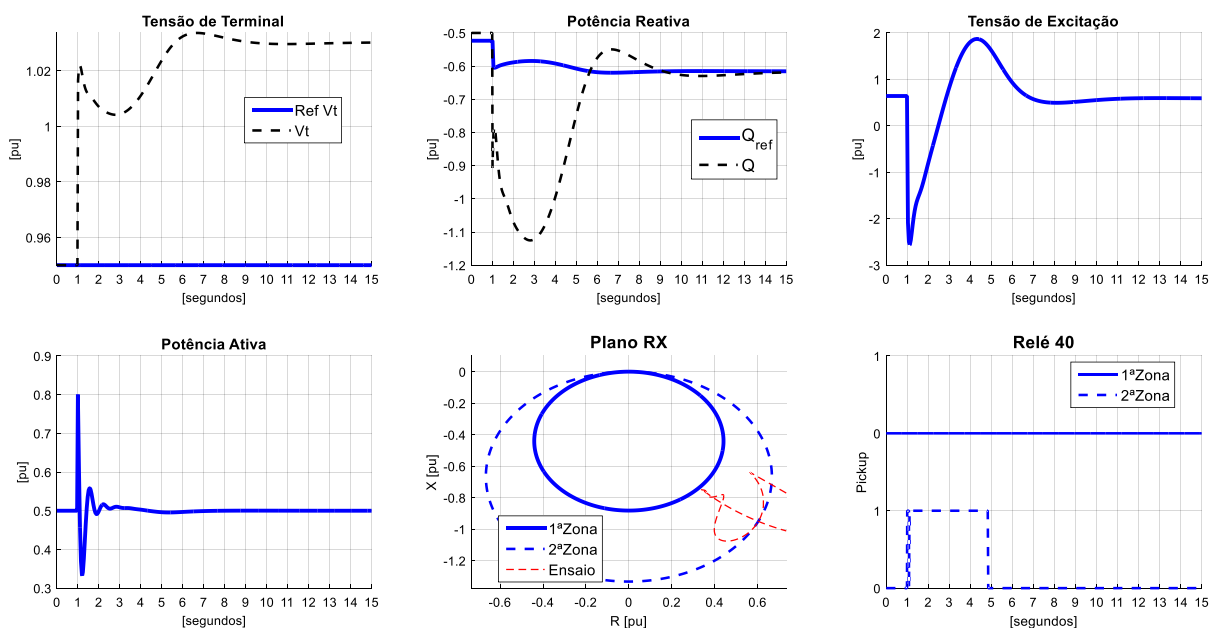 Tensão de Terminal
1.02
1
0.98
0.96
[pu]
Ref Vt
Vt
0 1 2 3 4 5 6 7 8 9 10 11 12 13 14 15
[segundos]
Potência Reativa
-0.5
-0.6
-0.7
-0.8
-0.9
-1
-1.1
-1.2
[pu]
Qref
Q
0 1 2 3 4 5 6 7 8 9 10 11 12 13 14 15
[segundos]
Tensão de Excitação
2
1
0
-1
-2
-3
[pu]
0 1 2 3 4 5 6 7 8 9 10 11 12 13 14 15
[segundos]
Potência Ativa
0.9
0.8
0.7
0.6
0.5
0.4
0.3
[pu]
0 1 2 3 4 5 6 7 8 9 10 11 12 13 14 15
[segundos]
Plano RX
0
-0.2
-0.4
-0.6
-0.8
-1
-1.2
X [pu]
1ªZona
2ªZona
Ensaio
-0.6 -0.4 -0.2 0 0.2 0.4 0.6
R [pu]
Relé 40
1
0
1
0
Pickup
1ªZona
2ªZona
0 1 2 3 4 5 6 7 8 9 10 11 12 13 14 15
[segundos]